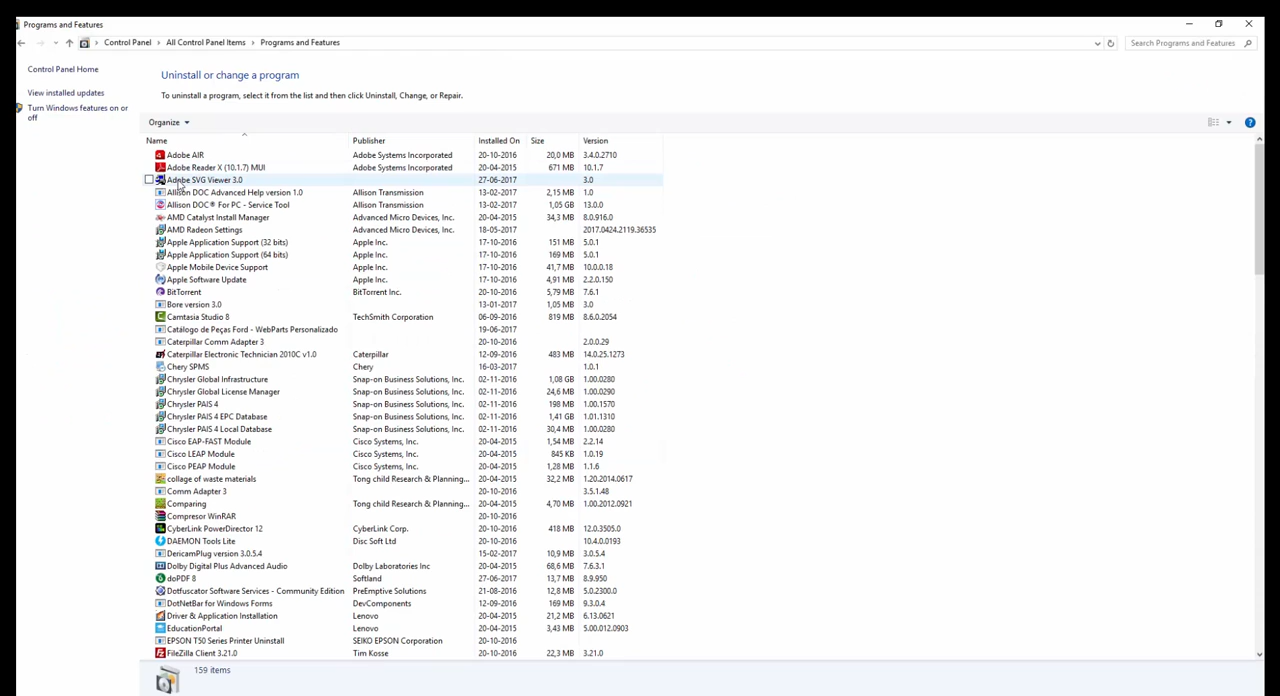 Programs and Features
Control Panel > All Control Panel Items > Programs and Features
Search Programs and Features
Control Panel Home
View installed updates
Turn Windows features on or
off
Uninstall or change a program
To uninstall a program, select it from the list and then click Uninstall, Change, or Repair.
Organize
Name Publisher Installed On Size Version
Adobe AIR Adobe Systems Incorporated 20-10-2016 20,0 MB 3.4.0.2710
Adobe Reader X (10.1.7) MUI Adobe Systems Incorporated 20-04-2015 671 MB 10.1.7
Adobe SVG Viewer 3.0 27-06-2017 3.0
Allison DOC Advanced Help version 1.0 Allison Transmission 13-02-2017 2,15 MB 1.0
Allison DOC® For PC - Service Tool Allison Transmission 13-02-2017 1,05 GB 13.0.0
AMD Catalyst Install Manager Advanced Micro Devices, Inc. 20-04-2015 34,3 MB 8.0.916.0
AMD Radeon Settings Advanced Micro Devices, Inc. 18-05-2017 2017.0424.2119.36535
Apple Application Support (32 bits) Apple Inc. 17-10-2016 151 MB 5.0.1
Apple Application Support (64 bits) Apple Inc. 17-10-2016 169 MB 5.0.1
Apple Mobile Device Support Apple Inc. 17-10-2016 41,7 MB 10.0.0.18
Apple Software Update Apple Inc. 17-10-2016 4,91 MB 2.2.0.150
BitTorrent BitTorrent Inc. 20-10-2016 5,79 MB 7.6.1
Bore version 3.0 13-01-2017 1,05 MB 3.0
Camtasia Studio 8 TechSmith Corporation 06-09-2016 819 MB 8.6.0.2054
Catálogo de Peças Ford - WebParts Personalizado 19-06-2017
Caterpillar Comm Adapter 3 20-10-2016 2.0.0.29
Caterpillar Electronic Technician 2010C v1.0 Caterpillar 12-09-2016 483 MB 14.0.25.1273
Chery SPMS Chery 16-03-2017 1.0.1
Chrysler Global Infrastructure Snap-on Business Solutions, Inc. 02-11-2016 1,08 GB 1.00.0280
Chrysler Global License Manager Snap-on Business Solutions, Inc. 02-11-2016 24,6 MB 1.00.0290
Chrysler PAIS 4 Snap-on Business Solutions, Inc. 02-11-2016 198 MB 1.00.1570
Chrysler PAIS 4 EPC Database Snap-on Business Solutions, Inc. 02-11-2016 1,41 GB 1.01.1310
Chrysler PAIS 4 Local Database Snap-on Business Solutions, Inc. 02-11-2016 30,4 MB 1.00.0280
Cisco EAP-FAST Module Cisco Systems, Inc. 20-04-2015 1,54 MB 2.2.14
Cisco LEAP Module Cisco Systems, Inc. 20-04-2015 845 KB 1.0.19
Cisco PEAP Module Cisco Systems, Inc. 20-04-2015 1,28 MB 1.1.6
collage of waste materials Tong child Research & Planning... 20-04-2015 32,2 MB 1.20.2014.0617
Comm Adapter 3 20-10-2016 3.5.1.48
Comparing Tong child Research & Planning... 20-04-2015 4,70 MB 1.00.2012.0921
Compresor WinRAR 20-10-2016
CyberLink PowerDirector 12 CyberLink Corp. 20-10-2016 418 MB 12.0.3505.0
DAEMON Tools Lite Disc Soft Ltd 20-10-2016 10.4.0.0193
DericamPlug version 3.0.5.4 15-02-2017 10,9 MB 3.0.5.4
Dolby Digital Plus Advanced Audio Dolby Laboratories Inc 20-04-2015 68,6 MB 7.6.3.1
doPDF 8 Softland 27-06-2017 13,7 MB 8.9.950
Dotfuscator Software Services - Community Edition PreEmptive Solutions 21-08-2016 12,8 MB 5.0.2300.0
DotNetBar for Windows Forms DevComponents 12-09-2016 169 MB 9.3.0.4
Driver & Application Installation Lenovo 20-04-2015 21,2 MB 6.13.0621
EducationPortal Lenovo 20-04-2015 3,43 MB 5.00.012.0903
EPSON T50 Series Printer Uninstall SEIKO EPSON Corporation 20-10-2016
FileZilla Client 3.21.0 Tim Kosse 20-10-2016 22,3 MB 3.21.0
159 items